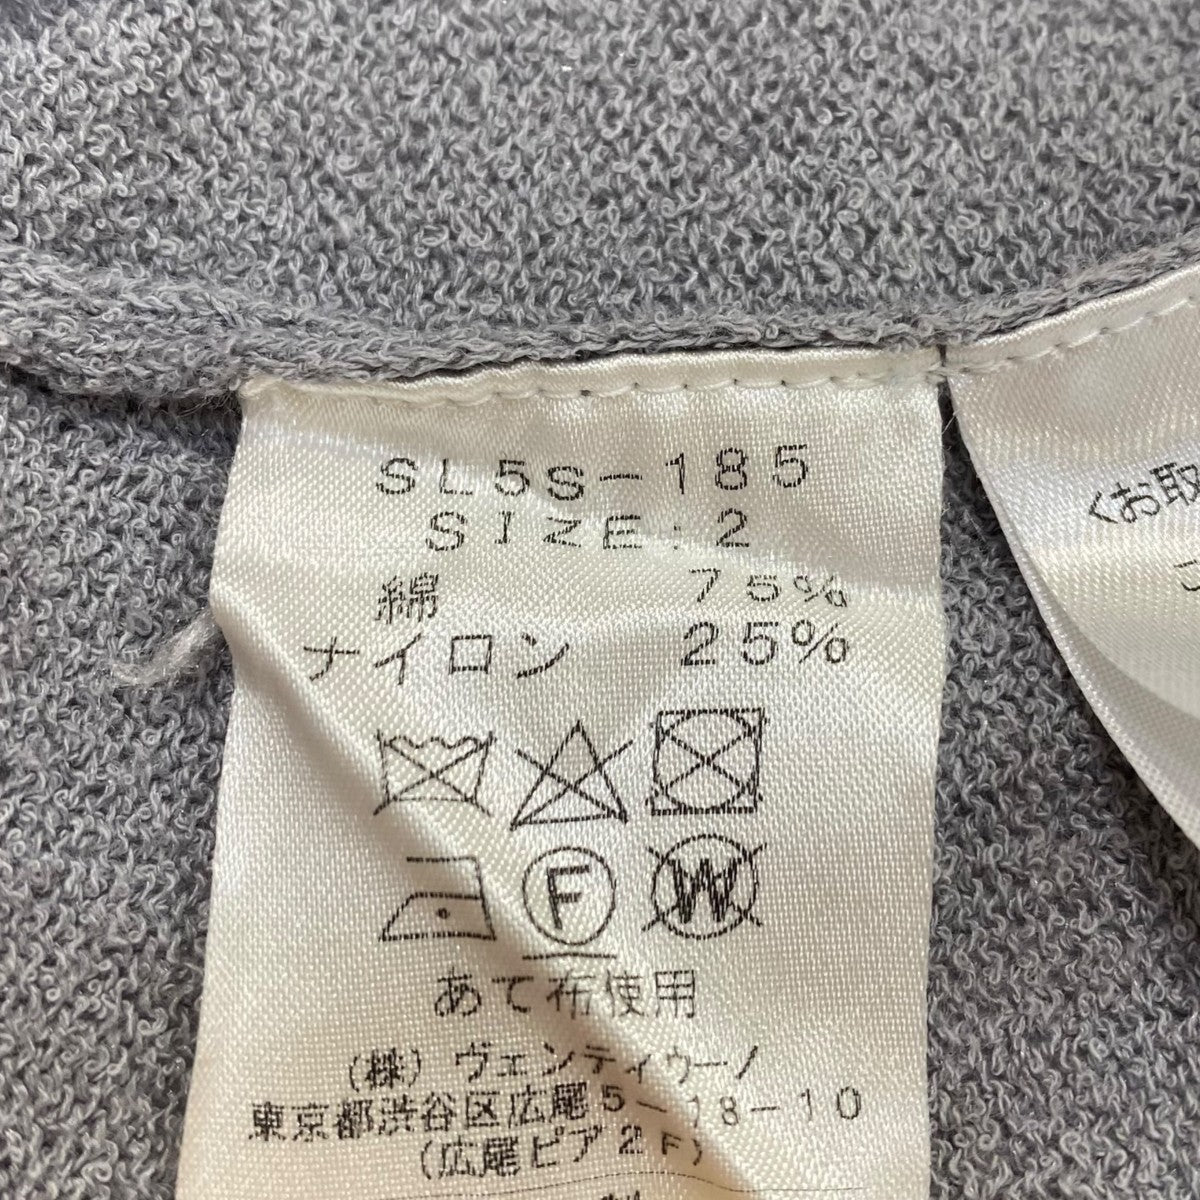 SL5S-185
SIZE:2
綿 75%
ナイロン 25%
F W
あて布使用
(株)ヴェンティウーノ
東京都渋谷区広尾5-18-10
(広尾ピア2F)
<お取